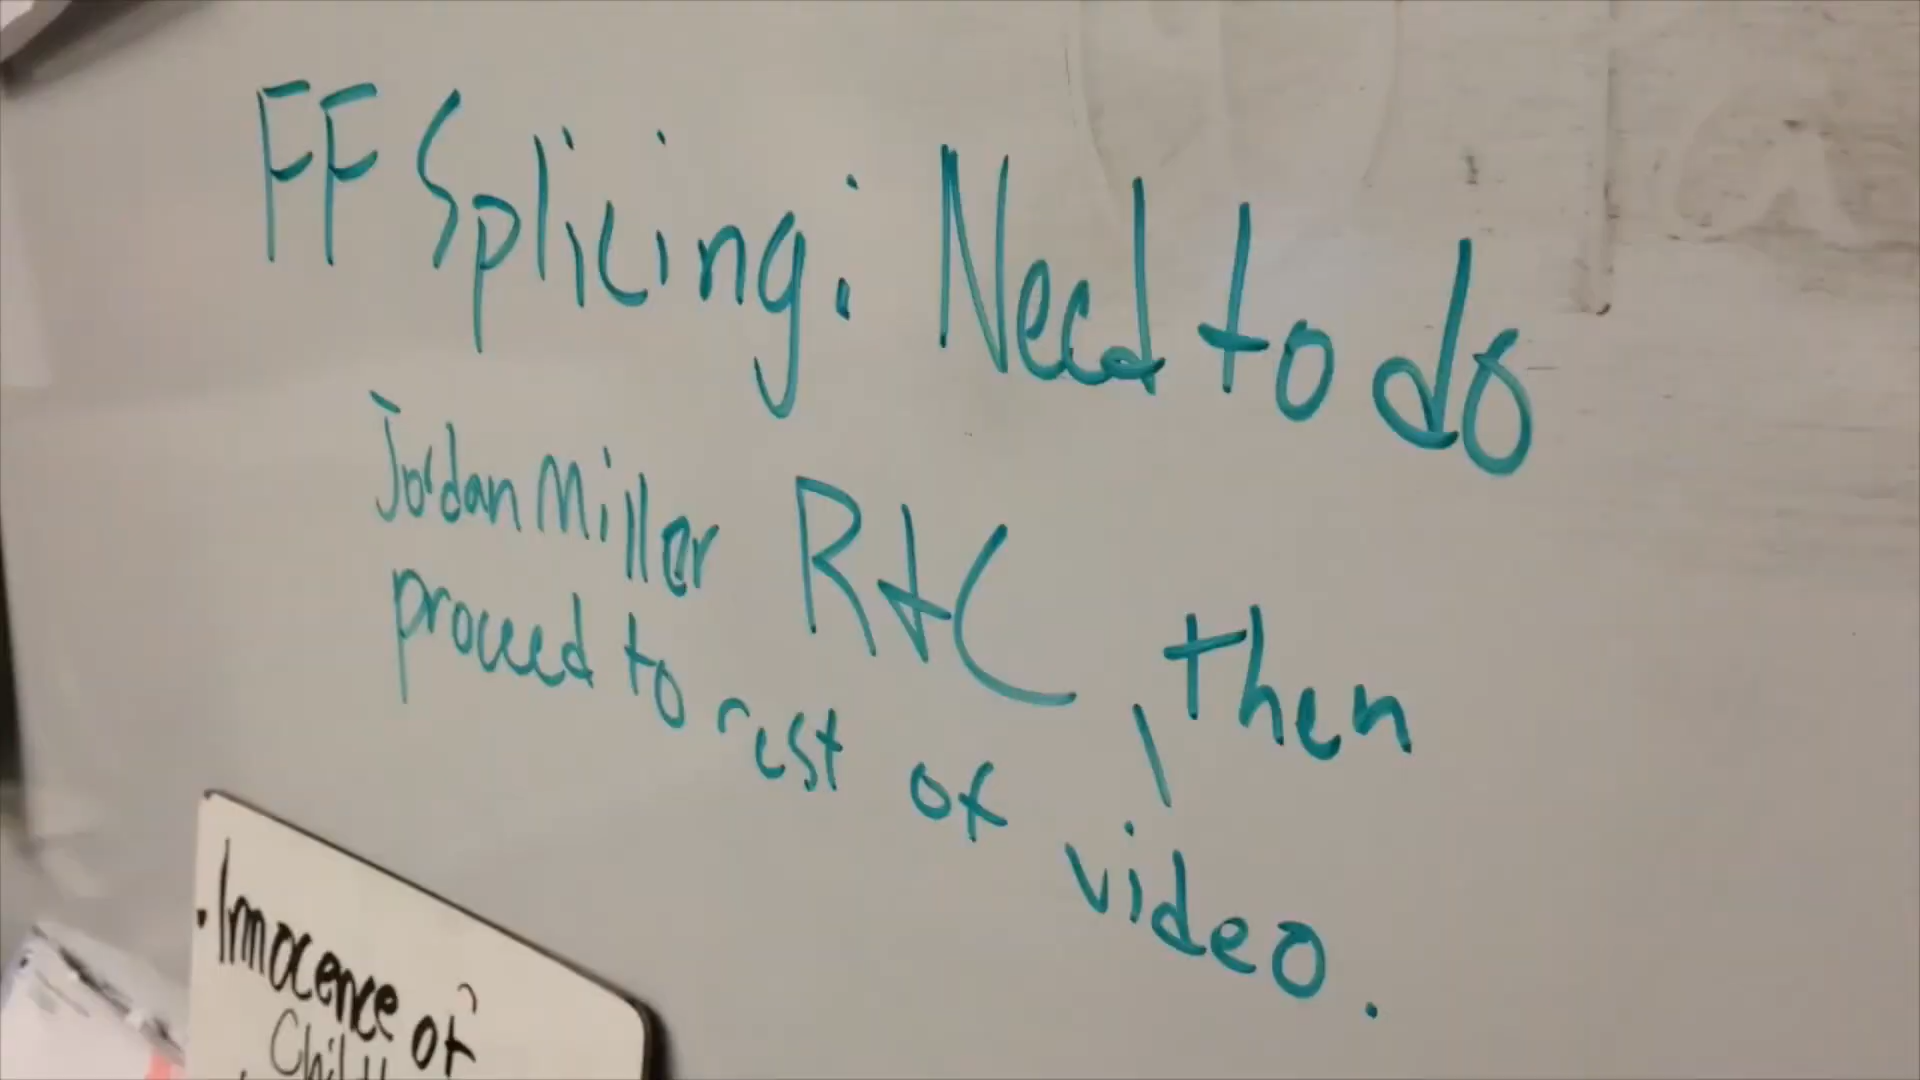 FF Splicing: Need to do
Jordan Miller R+C, then
proceed to rest of video.
• Innocence of